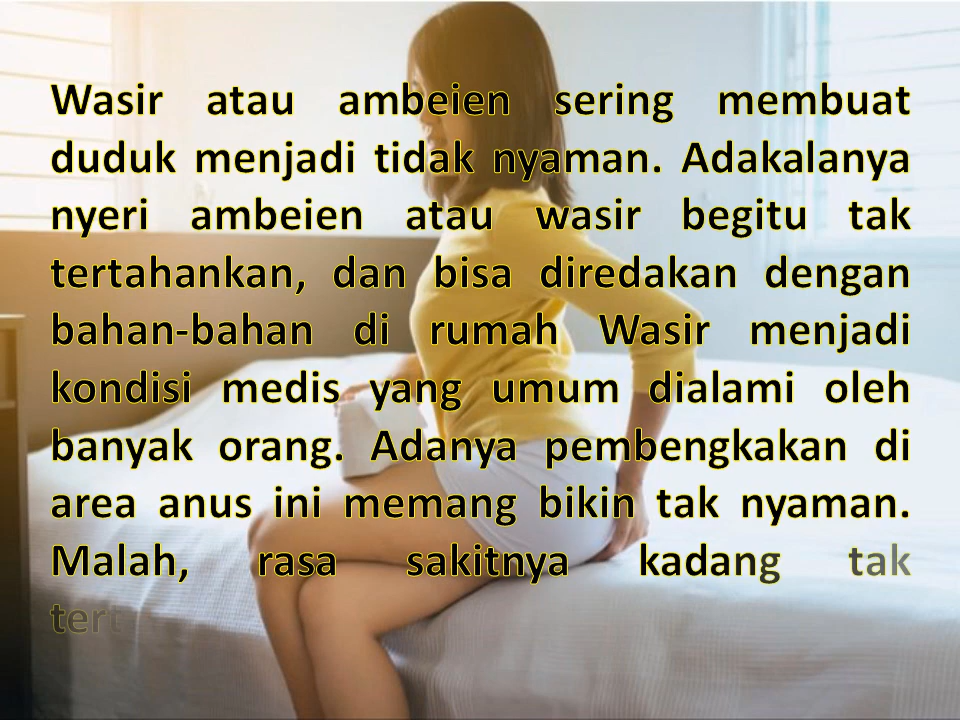 Wasir atau ambeien sering membuat
duduk menjadi tidak nyaman. Adakalanya
nyeri ambeien atau wasir begitu tak
tertahankan, dan bisa diredakan dengan
bahan-bahan di rumah Wasir menjadi
kondisi medis yang umum dialami oleh
banyak orang. Adanya pembengkakan di
area anus ini memang bikin tak nyaman.
Malah, rasa sakitnya kadang tak